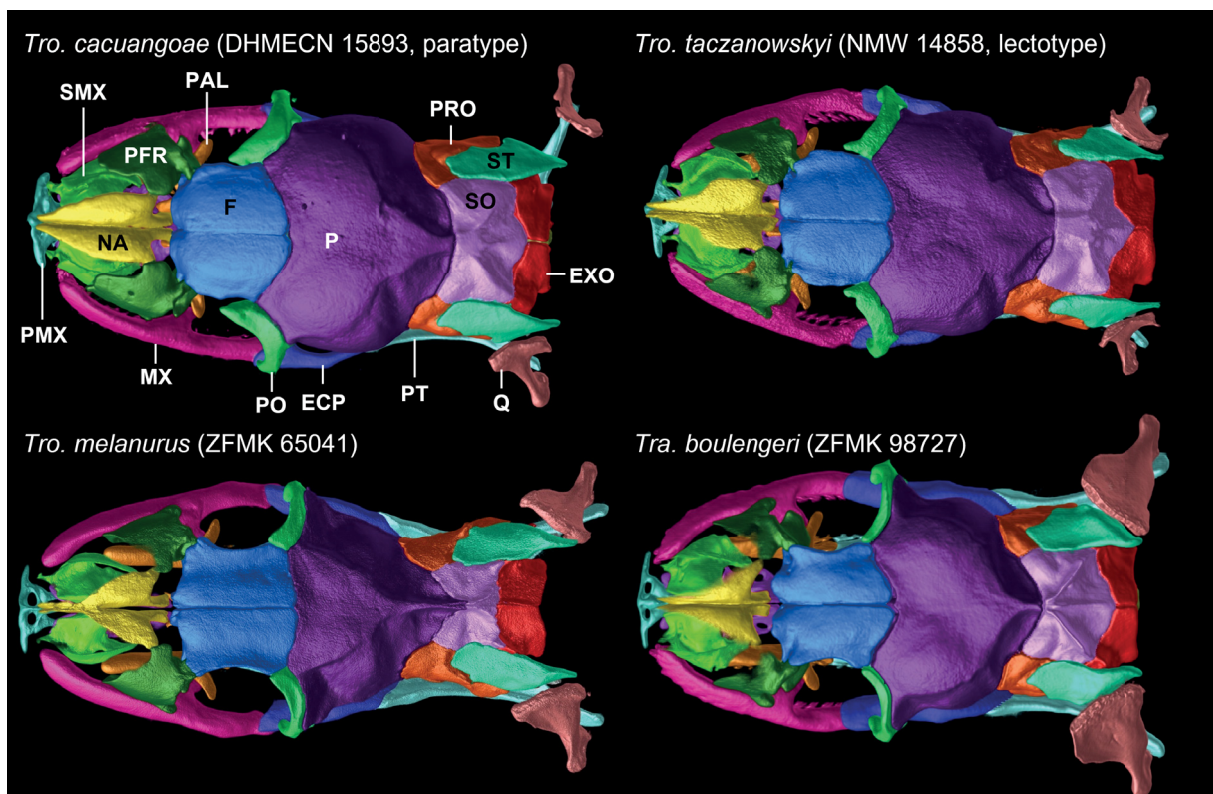 Tro. cacuangoae (DHMECN 15893, paratype)
Tro. taczanowskyi (NMW 14858, lectotype)
SMX
PAL
PRO
PFR
ST
F
SO
NA
P
EXO
PMX
MX
PO
ECP
PT
Q
Tro. melanurus (ZFMK 65041)
Tra. boulengeri (ZFMK 98727)